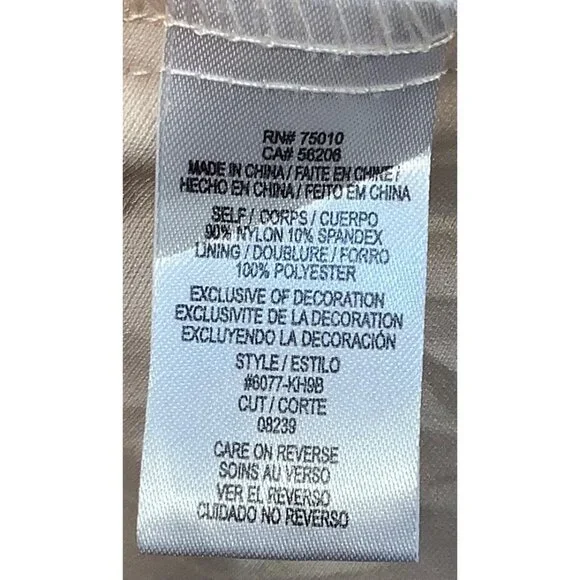 RN# 75010
CA# 56206
MADE IN CHINA / FAITE EN CHINE /
HECHO EN CHINA / FEITO EM CHINA
SELF / CORPS / CUERPO
90% NYLON 10% SPANDEX
LINING / DOUBLURE / FORRO
100% POLYESTER
EXCLUSIVE OF DECORATION
EXCLUSIVITE DE LA DECORATION
EXCLUYENDO LA DECORACIÓN
STYLE / ESTILO
#6077-KH9B
CUT / CORTE
08239
CARE ON REVERSE
SOINS AU VERSO
VER EL REVERSO
CUIDADO NO REVERSO